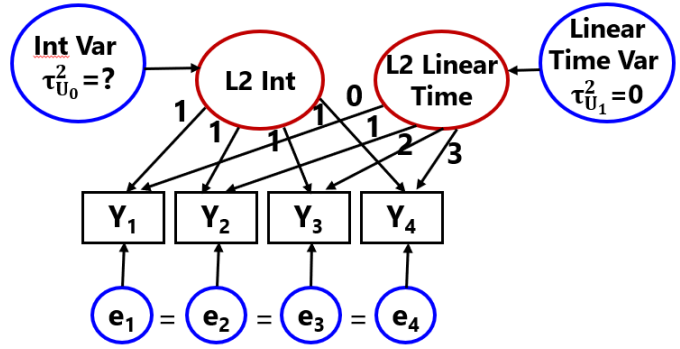 Int Var
τ²U₀ =?
L2 Int
L2 Linear
Time
Linear
Time Var
τ²U₁ =0
1
1
1
1
0
1
2
3
Y₁
Y₂
Y₃
Y₄
e₁ = e₂ = e₃ = e₄